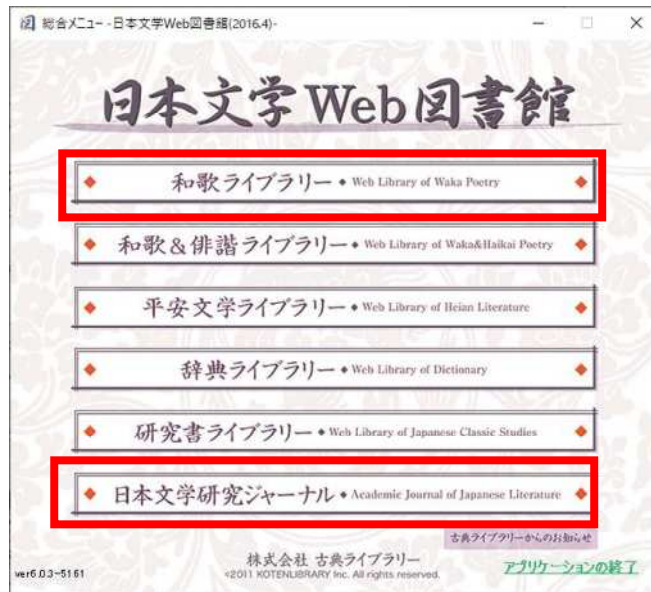 総合メニュー -日本文学Web図書館(2016.4)-
日本文学Web図書館
和歌ライブラリー ◆ Web Library of Waka Poetry
和歌&俳諧ライブラリー ◆ Web Library of Waka&Haikai Poetry
平安文学ライブラリー ◆ Web Library of Heian Literature
辞典ライブラリー ◆ Web Library of Dictionary
研究書ライブラリー ◆ Web Library of Japanese Classic Studies
日本文学研究ジャーナル ◆ Academic Journal of Japanese Literature
古典ライブラリーからのお知らせ
株式会社 古典ライブラリー
©2011 KOTENLIBRARY Inc. All rights reserved.
ver6.0.3-5161
アプリケーションの終了